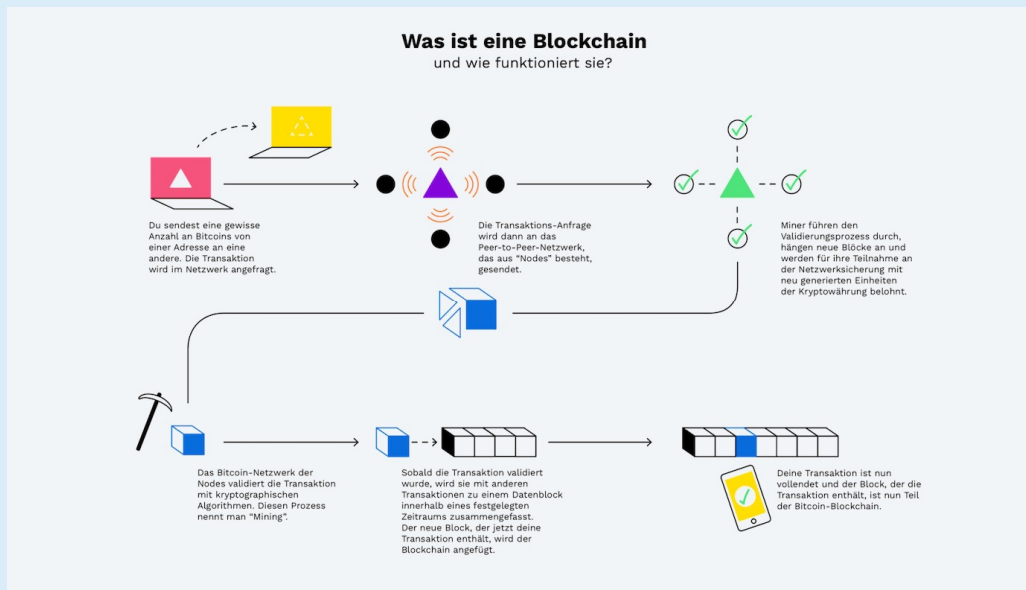 Was ist eine Blockchain
und wie funktioniert sie?
Du sendest eine gewisse
Anzahl an Bitcoins von
einer Adresse an eine
andere. Die Transaktion
wird im Netzwerk angefragt.
Die Transaktions-Anfrage
wird dann an das
Peer-to-Peer-Netzwerk,
das aus “Nodes” besteht,
gesendet.
Miner führen den
Validierungsprozess durch,
hängen neue Blöcke an und
werden für ihre Teilnahme an
der Netzwerksicherung mit
neu generierten Einheiten
der Kryptowährung belohnt.
Das Bitcoin-Netzwerk der
Nodes validiert die Transaktion
mit kryptographischen
Algorithmen. Diesen Prozess
nennt man “Mining”.
Sobald die Transaktion validiert
wurde, wird sie mit anderen
Transaktionen zu einem Datenblock
innerhalb eines festgelegten
Zeitraums zusammengefasst.
Der neue Block, der jetzt deine
Transaktion enthält, wird der
Blockchain angefügt.
Deine Transaktion ist nun
vollendet und der Block, der die
Transaktion enthält, ist nun Teil
der Bitcoin-Blockchain.